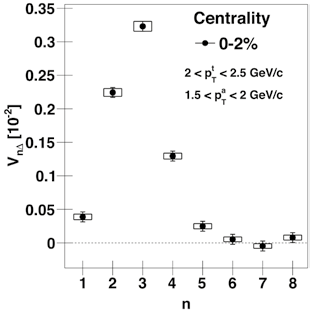 0.35
0.3
0.25
0.2
0.15
0.1
0.05
0
V_{nΔ} [10^{-2}]
Centrality
0-2%
2 < p_T^t < 2.5 GeV/c
1.5 < p_T^a < 2 GeV/c
1 2 3 4 5 6 7 8
n